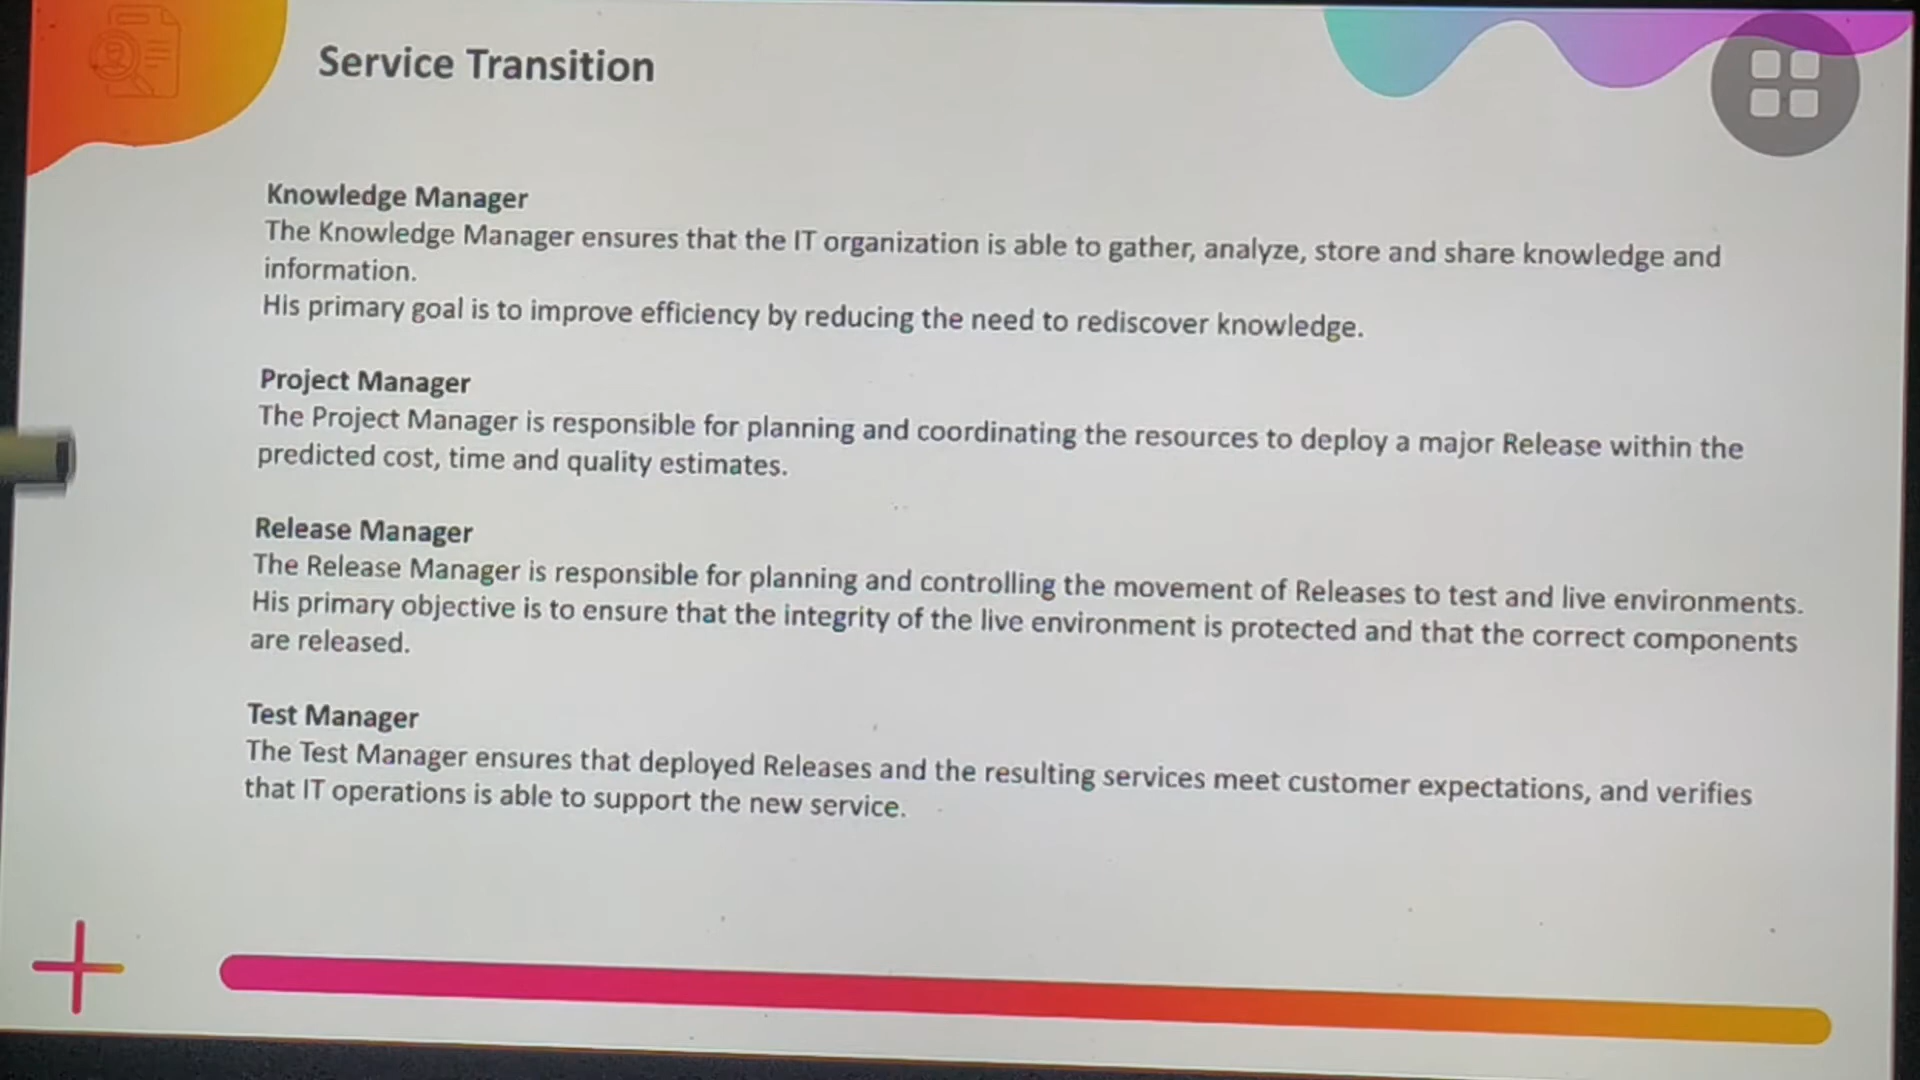 Service Transition
Knowledge Manager
The Knowledge Manager ensures that the IT organization is able to gather, analyze, store and share knowledge and
information.
His primary goal is to improve efficiency by reducing the need to rediscover knowledge.
Project Manager
The Project Manager is responsible for planning and coordinating the resources to deploy a major Release within the
predicted cost, time and quality estimates.
Release Manager
The Release Manager is responsible for planning and controlling the movement of Releases to test and live environments.
His primary objective is to ensure that the integrity of the live environment is protected and that the correct components
are released.
Test Manager
The Test Manager ensures that deployed Releases and the resulting services meet customer expectations, and verifies
that IT operations is able to support the new service.